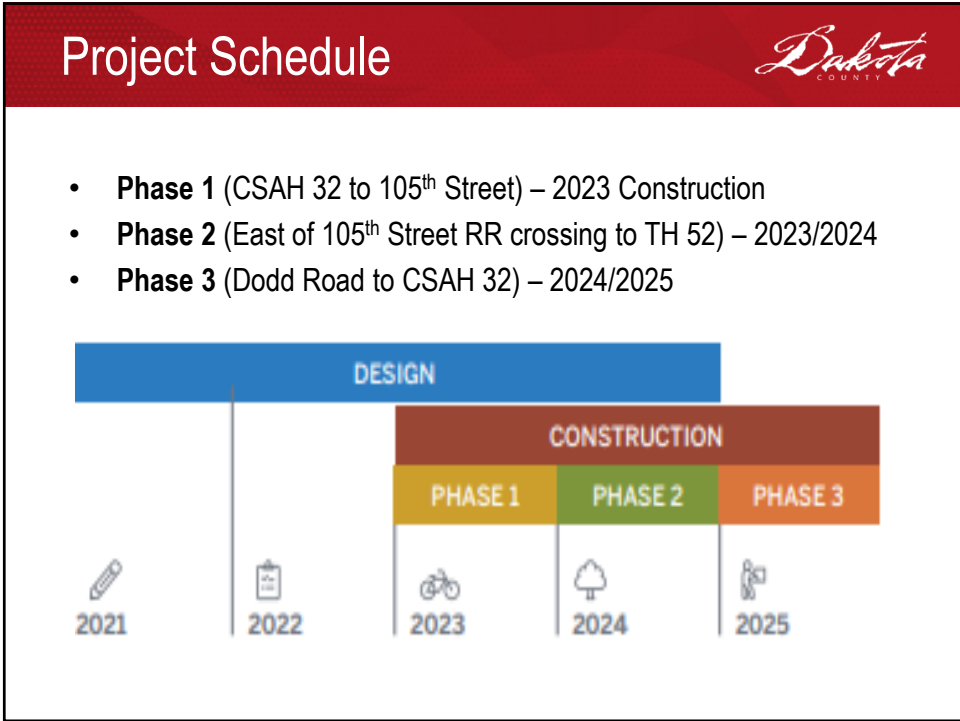 Project Schedule
Dakota
COUNTY
• Phase 1 (CSAH 32 to 105th Street) – 2023 Construction
• Phase 2 (East of 105th Street RR crossing to TH 52) – 2023/2024
• Phase 3 (Dodd Road to CSAH 32) – 2024/2025
DESIGN
CONSTRUCTION
PHASE 1 PHASE 2 PHASE 3
2021 2022 2023 2024 2025